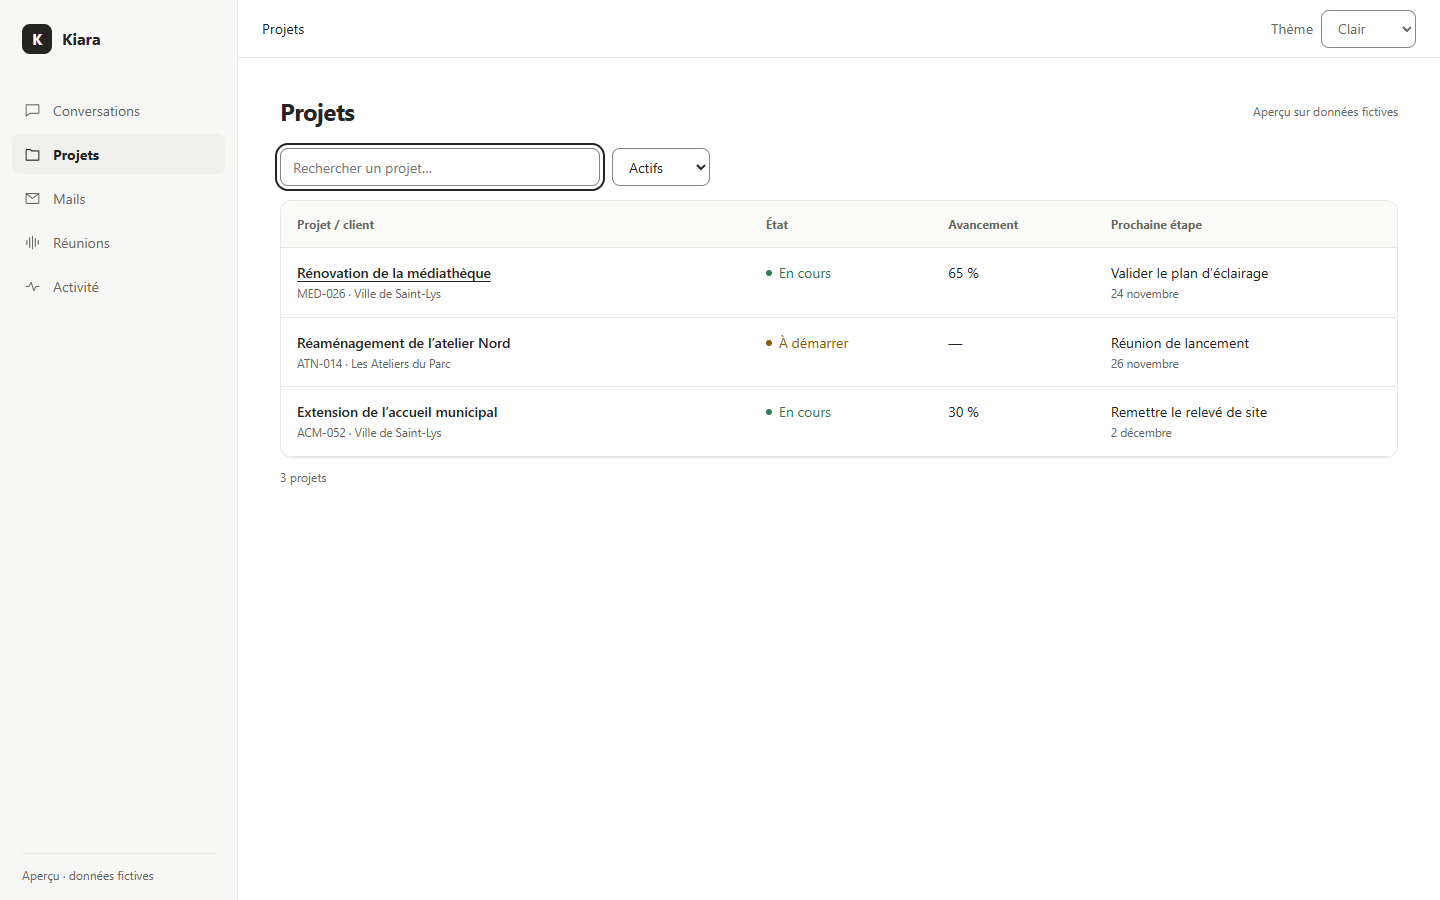 K Kiara
Projets
Thème Clair
Conversations
Projets
Mails
Réunions
Activité
Projets
Aperçu sur données fictives
Rechercher un projet...
Actifs
Projet / client État Avancement Prochaine étape
Rénovation de la médiathèque En cours 65 % Valider le plan d’éclairage
MED-026 · Ville de Saint-Lys 24 novembre
Réaménagement de l’atelier Nord À démarrer — Réunion de lancement
ATN-014 · Les Ateliers du Parc 26 novembre
Extension de l’accueil municipal En cours 30 % Remettre le relevé de site
ACM-052 · Ville de Saint-Lys 2 décembre
3 projets
Aperçu · données fictives